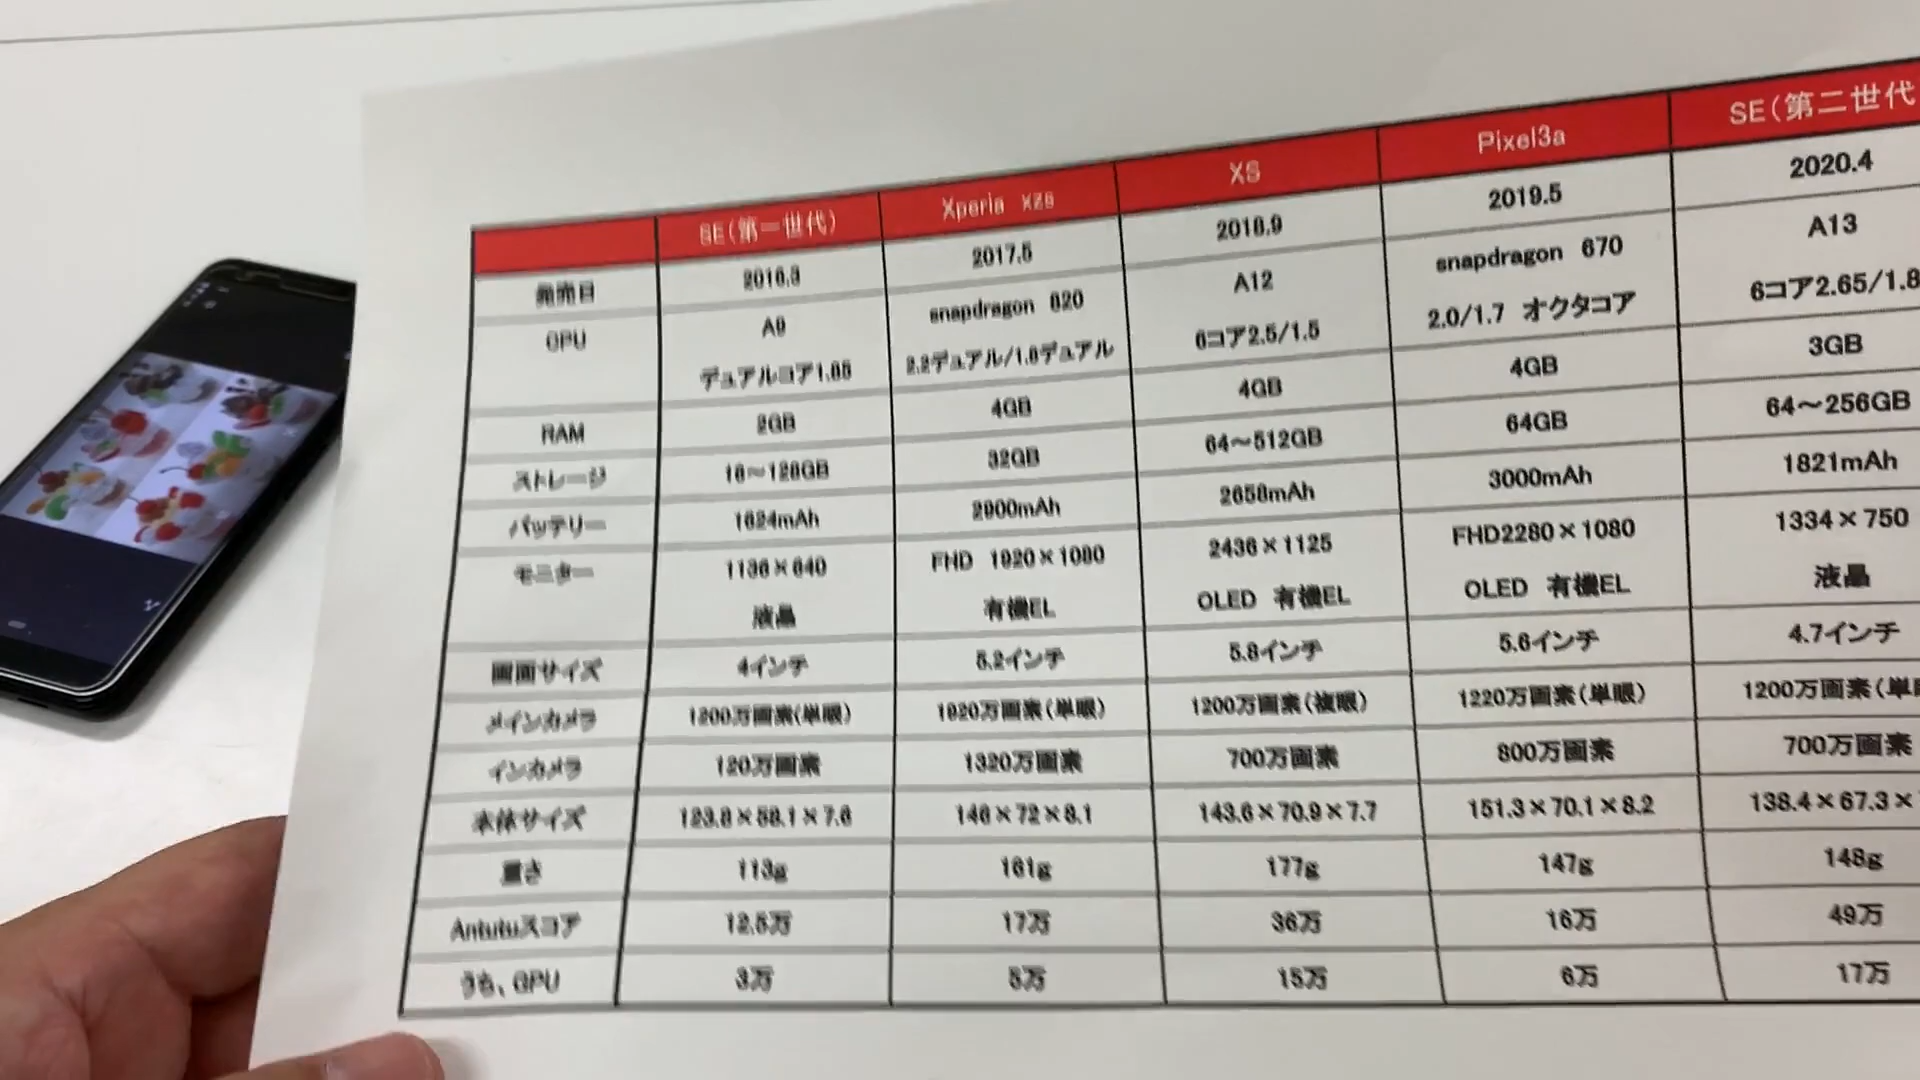 SE(第一世代) Xperia XZs XS Pixel3a SE(第二世代
発売日 2016.3 2017.5 2018.9 2019.5 2020.4
CPU A9 snapdragon 820 A12 snapdragon 670 A13
デュアルコア1.85 2.2デュアル/1.6デュアル 6コア2.5/1.5 2.0/1.7 オクタコア 6コア2.65/1.8
RAM 2GB 4GB 4GB 4GB 3GB
ストレージ 16～128GB 32GB 64～512GB 64GB 64～256GB
バッテリー 1624mAh 2900mAh 2658mAh 3000mAh 1821mAh
モニター 1136×640 FHD 1920×1080 2436×1125 FHD2280×1080 1334×750
液晶 有機EL OLED 有機EL OLED 有機EL 液晶
画面サイズ 4インチ 5.2インチ 5.8インチ 5.6インチ 4.7インチ
メインカメラ 1200万画素(単眼) 1920万画素(単眼) 1200万画素(複眼) 1220万画素(単眼) 1200万画素(単
インカメラ 120万画素 1320万画素 700万画素 800万画素 700万画素
本体サイズ 123.8×58.1×7.6 146×72×8.1 143.6×70.9×7.7 151.3×70.1×8.2 138.4×67.3×
重さ 113g 161g 177g 147g 148g
Antutuスコア 12.5万 17万 36万 16万 49万
うち、GPU 3万 5万 15万 6万 17万